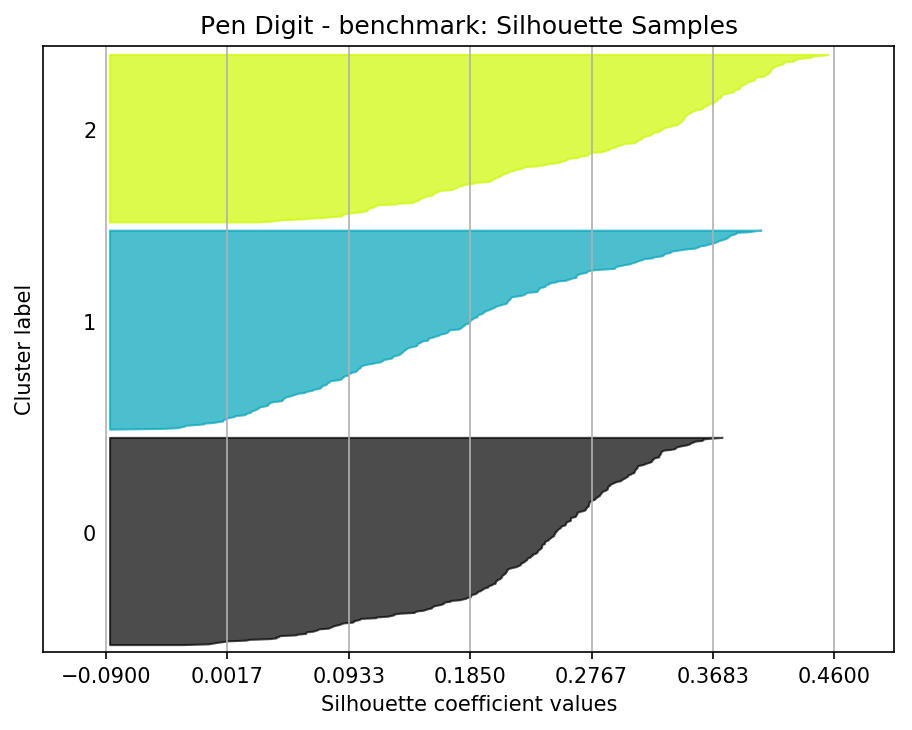 Pen Digit - benchmark: Silhouette Samples
2
1
0
Cluster label
−0.0900 0.0017 0.0933 0.1850 0.2767 0.3683 0.4600
Silhouette coefficient values